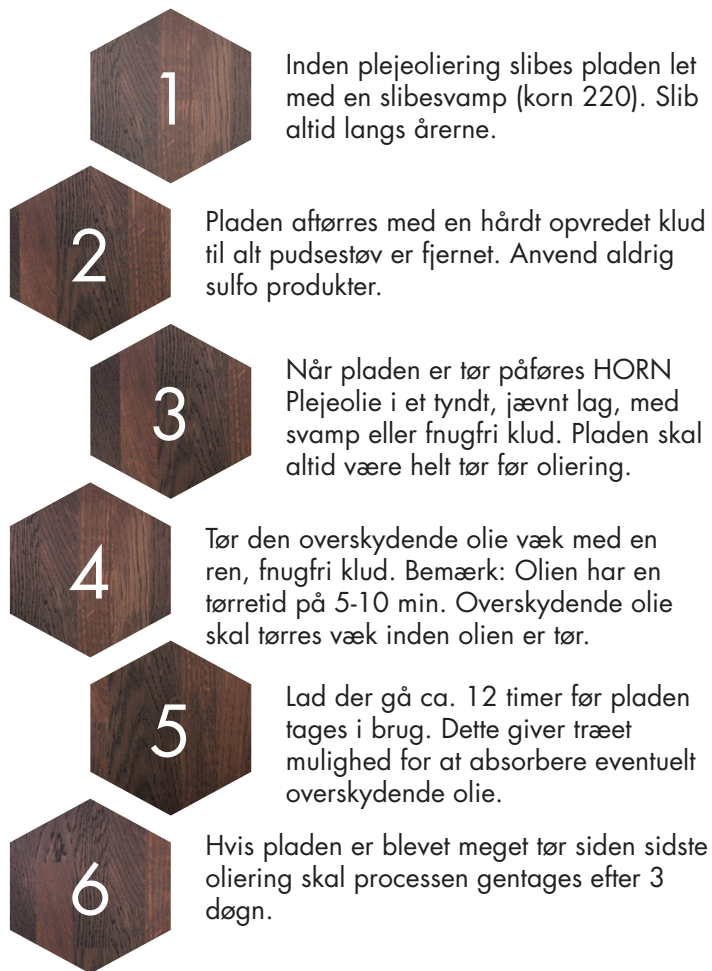 1
Inden plejeoliering slibes pladen let
med en slibesvamp (korn 220). Slib
altid langs årerne.
2
Pladen aftørres med en hårdt opvredet klud
til alt pudsestøv er fjernet. Anvend aldrig
sulfo produkter.
3
Når pladen er tør påføres HORN
Plejeolie i et tyndt, jævnt lag, med
svamp eller fnugfri klud. Pladen skal
altid være helt tør før oliering.
4
Tør den overskydende olie væk med en
ren, fnugfri klud. Bemærk: Olien har en
tørretid på 5-10 min. Overskydende olie
skal tørres væk inden olien er tør.
5
Lad der gå ca. 12 timer før pladen
tages i brug. Dette giver træet
mulighed for at absorbere eventuelt
overskydende olie.
6
Hvis pladen er blevet meget tør siden sidste
oliering skal processen gentages efter 3
døgn.